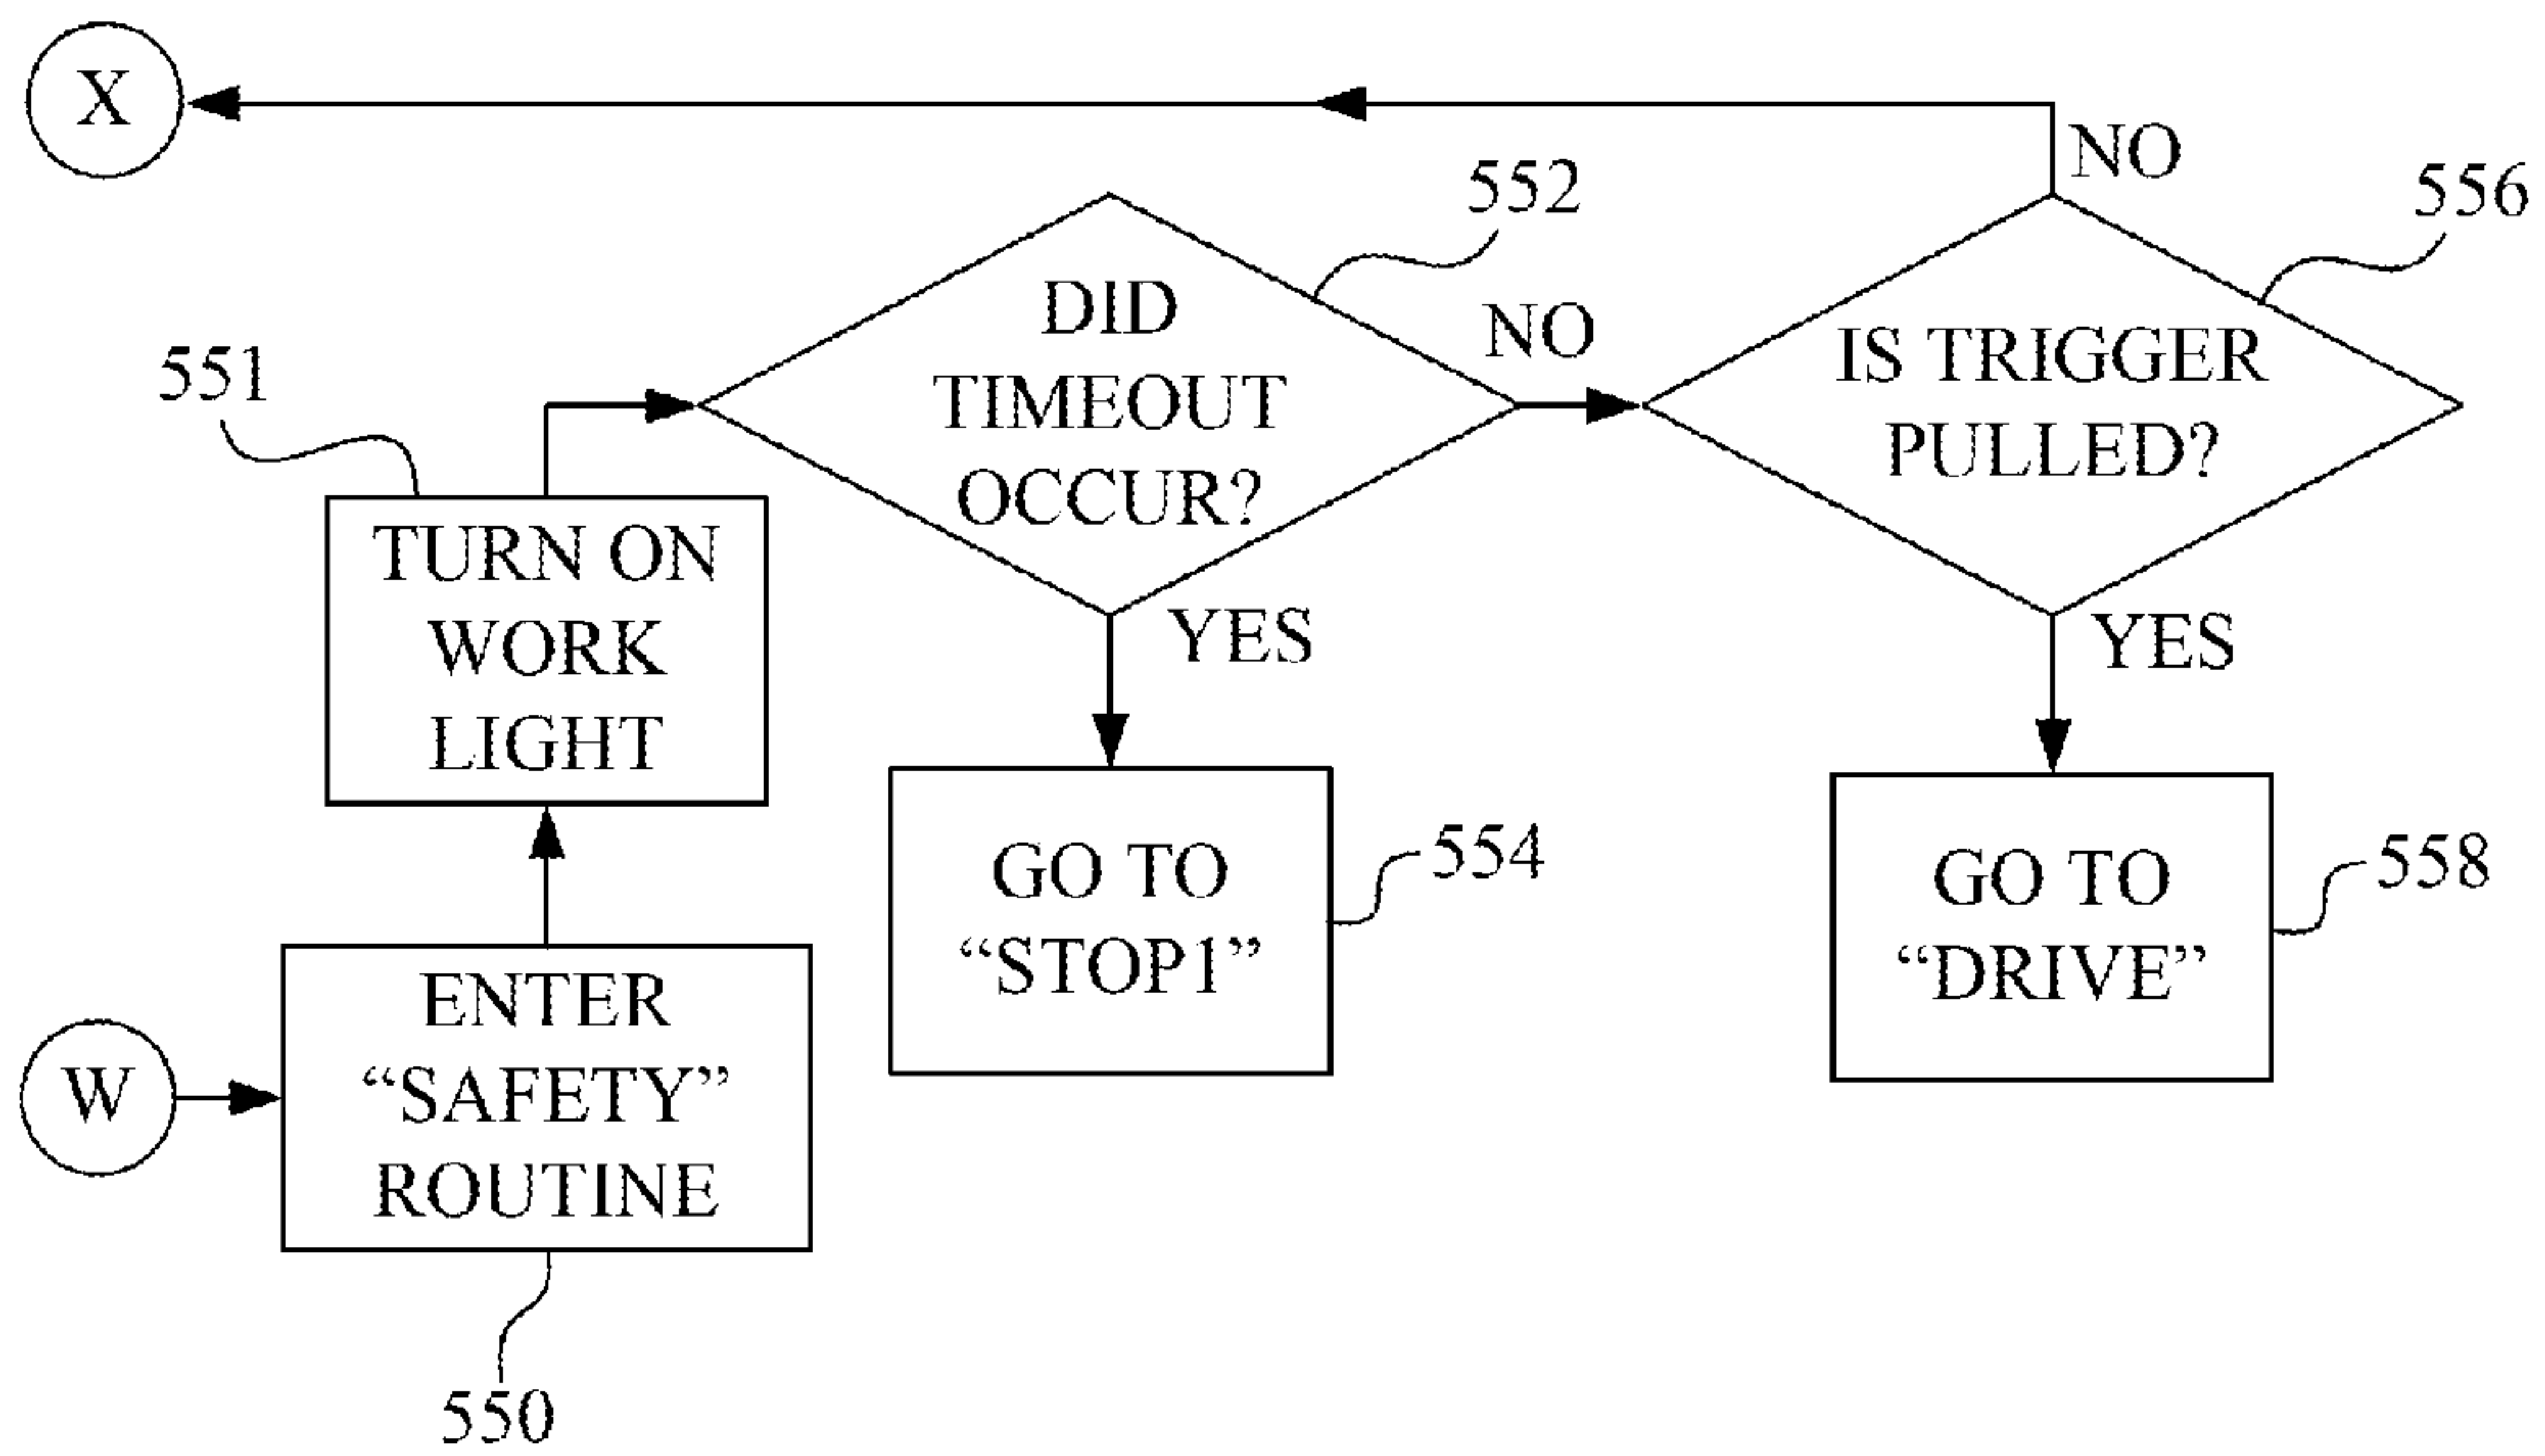 X
NO
552
556
DID
TIMEOUT
OCCUR?
NO
IS TRIGGER
PULLED?
551
TURN ON
WORK
LIGHT
YES
YES
GO TO
“STOP1”
554
GO TO
“DRIVE”
558
W
ENTER
“SAFETY”
ROUTINE
550